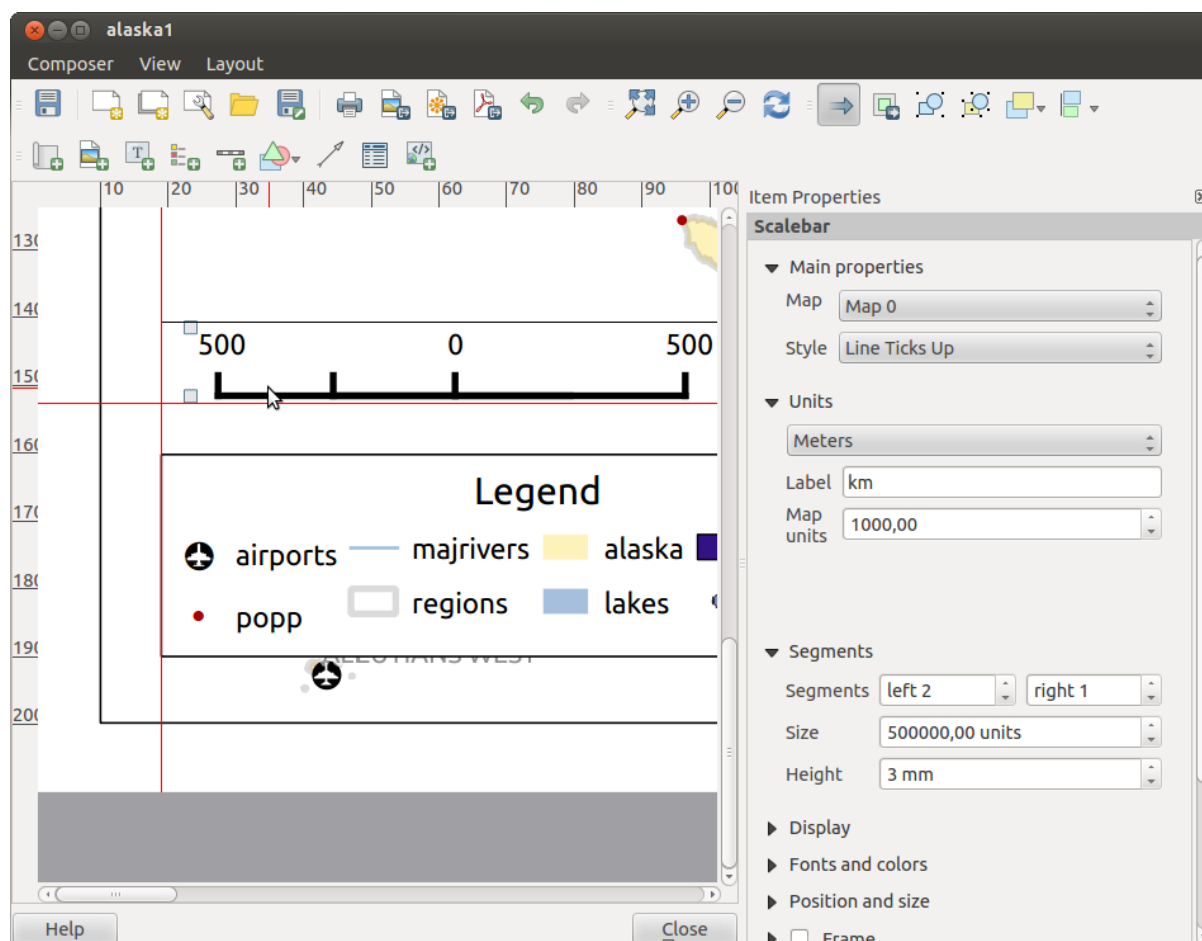 alaska1
Composer View Layout
10 20 30 40 50 60 70 80 90 100
130
140
150
160
170
180
190
200
500 0 500
Legend
airports majrivers alaska
popp regions lakes
ALEUTIANS WEST
Help Close
Item Properties
Scalebar
Main properties
Map Map 0
Style Line Ticks Up
Units
Meters
Label km
Map units 1000,00
Segments
Segments left 2 right 1
Size 500000,00 units
Height 3 mm
Display
Fonts and colors
Position and size
Frame